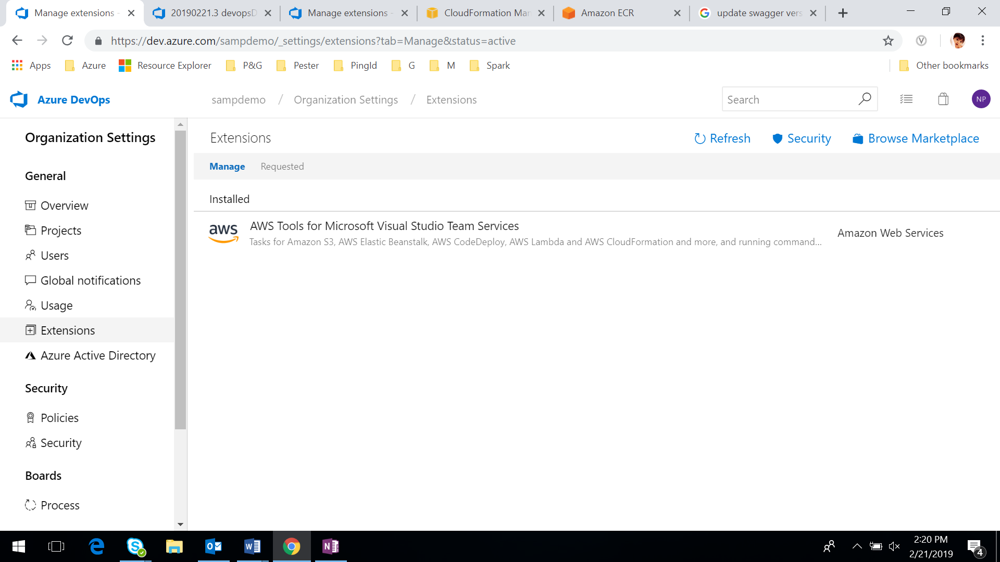 Manage extensions -
20190221.3 devopsD
Manage extensions -
CloudFormation Man
Amazon ECR
update swagger vers
https://dev.azure.com/sampdemo/_settings/extensions?tab=Manage&status=active
Apps
Azure
Resource Explorer
P&G
Pester
PingId
G
M
Spark
Other bookmarks
Azure DevOps
sampdemo / Organization Settings / Extensions
Search
NP
Organization Settings
General
Overview
Projects
Users
Global notifications
Usage
Extensions
Azure Active Directory
Security
Policies
Security
Boards
Process
Extensions
Refresh
Security
Browse Marketplace
Manage
Requested
Installed
aws
AWS Tools for Microsoft Visual Studio Team Services
Tasks for Amazon S3, AWS Elastic Beanstalk, AWS CodeDeploy, AWS Lambda and AWS CloudFormation and more, and running command...
Amazon Web Services
2:20 PM
2/21/2019
4